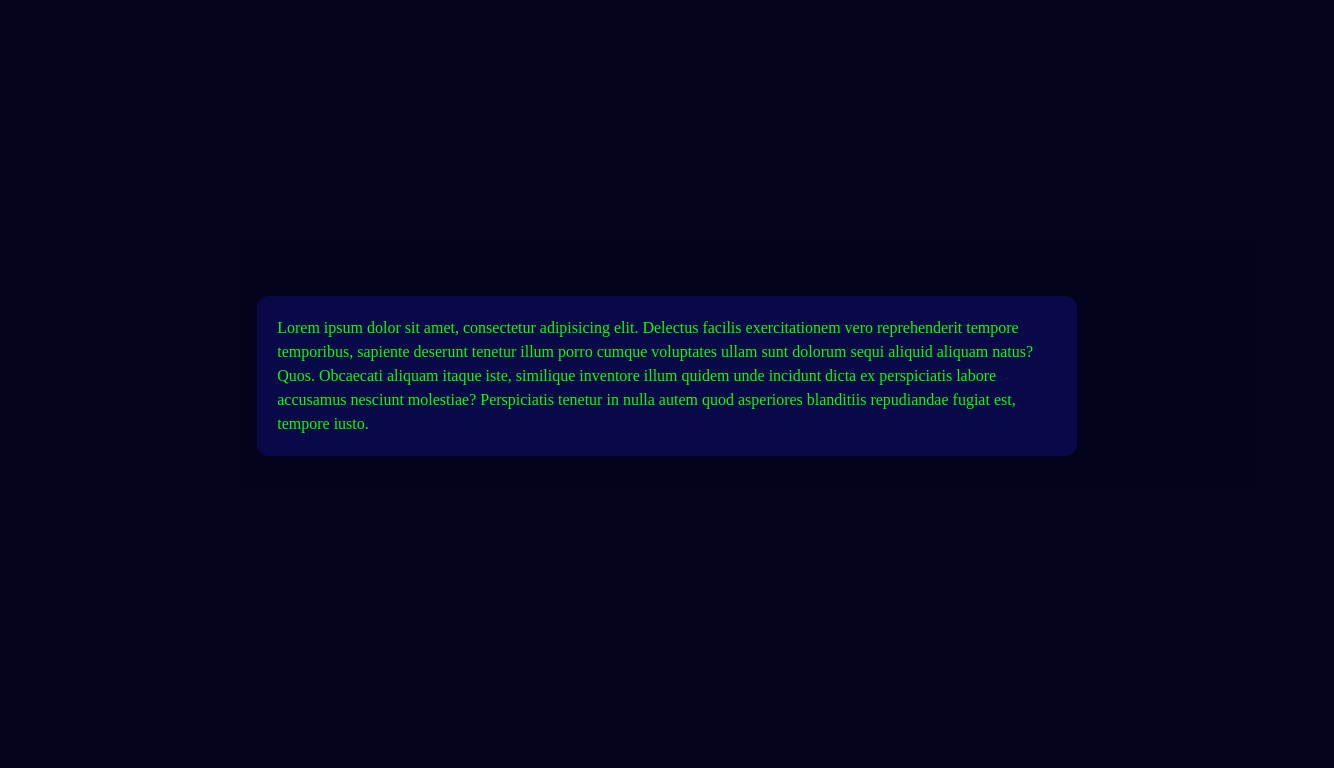 Lorem ipsum dolor sit amet, consectetur adipisicing elit. Delectus facilis exercitationem vero reprehenderit tempore
temporibus, sapiente deserunt tenetur illum porro cumque voluptates ullam sunt dolorum sequi aliquid aliquam natus?
Quos. Obcaecati aliquam itaque iste, similique inventore illum quidem unde incidunt dicta ex perspiciatis labore
accusamus nesciunt molestiae? Perspiciatis tenetur in nulla autem quod asperiores blanditiis repudiandae fugiat est,
tempore iusto.